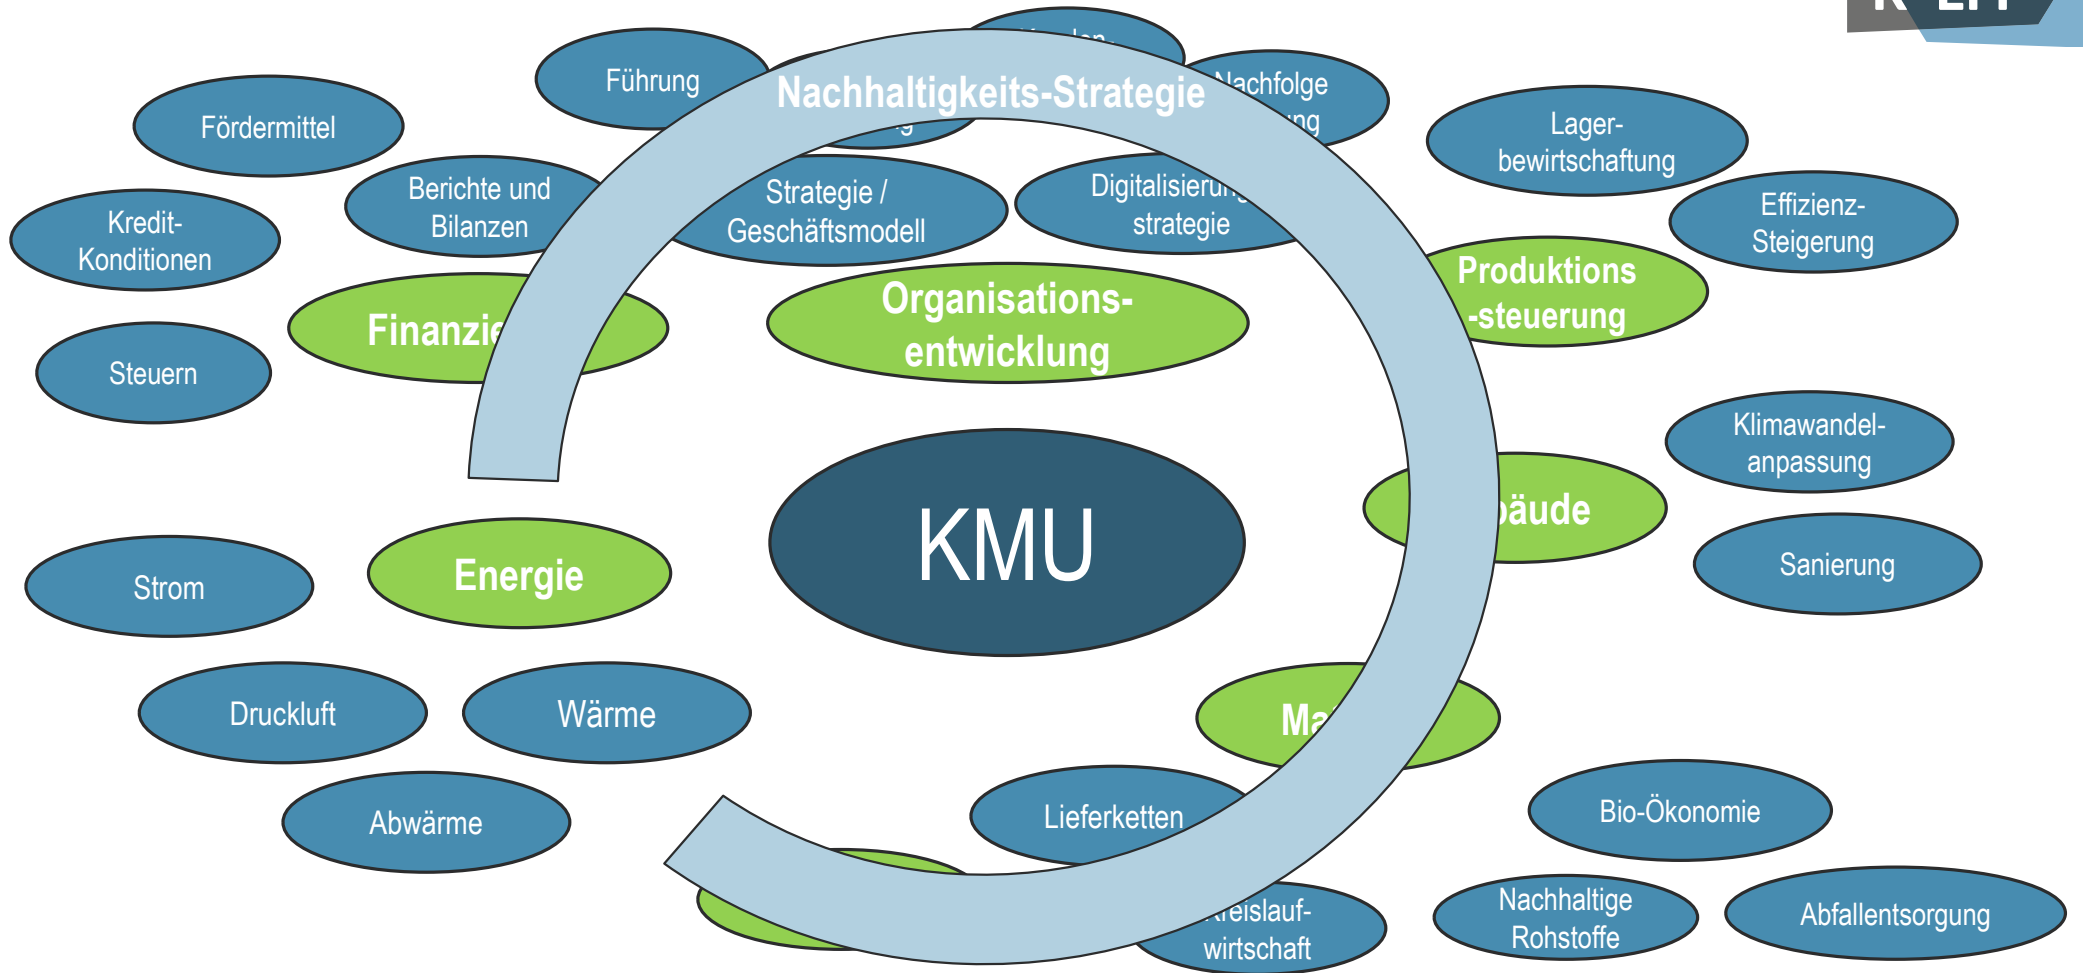 Führung
Nachhaltigkeits-Strategie
Fördermittel
Lager-
bewirtschaftung
Berichte und
Bilanzen
Strategie /
Geschäftsmodell
strategie
Effizienz-
Steigerung
Kredit-
Konditionen
Organisations-
entwicklung
Produktions
-steuerung
Steuern
KMU
Klimawandel-
anpassung
Energie
Sanierung
Strom
Druckluft
Wärme
Abwärme
Lieferketten
Bio-Ökonomie
wirtschaft
Nachhaltige
Rohstoffe
Abfallentsorgung